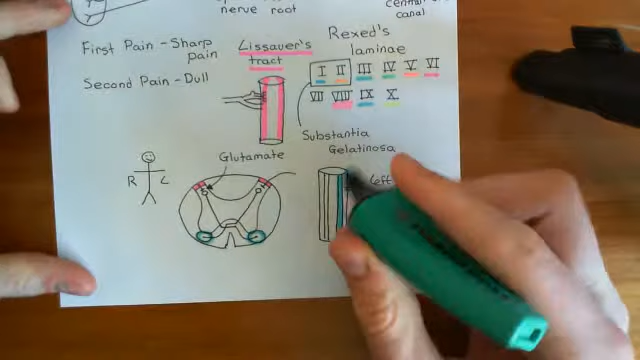 nerve root
canal
First Pain - Sharp
pain
Second Pain - Dull
Lissauer's
tract
Rexed's
laminae
I II III IV V VI
VII VIII IX X
Substantia
Gelatinosa
Glutamate
R L
Left